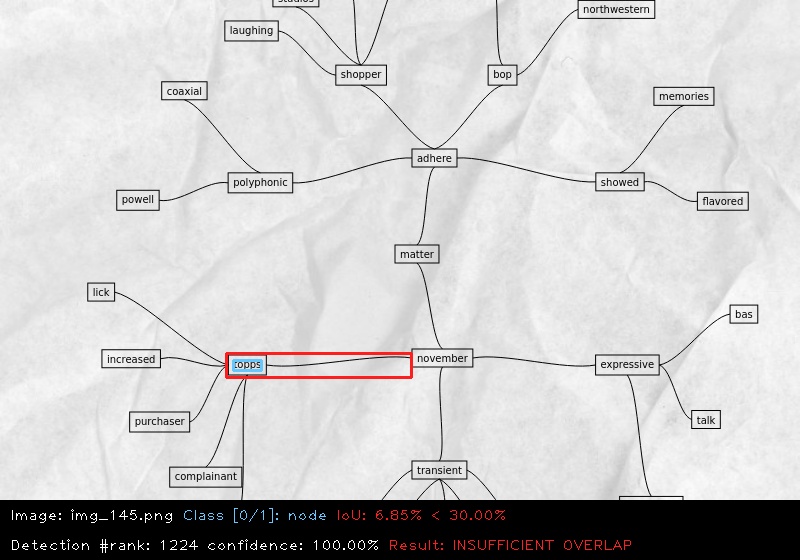 studios
northwestern
laughing
shopper
bop
coaxial
memories
adhere
polyphonic
showed
powell
flavored
matter
lick
bas
increased
november
expressive
purchaser
talk
transient
complainant
Image: img_145.png Class [0/1]: node IoU: 6.85% < 30.00%
Detection #rank: 1224 confidence: 100.00% Result: INSUFFICIENT OVERLAP